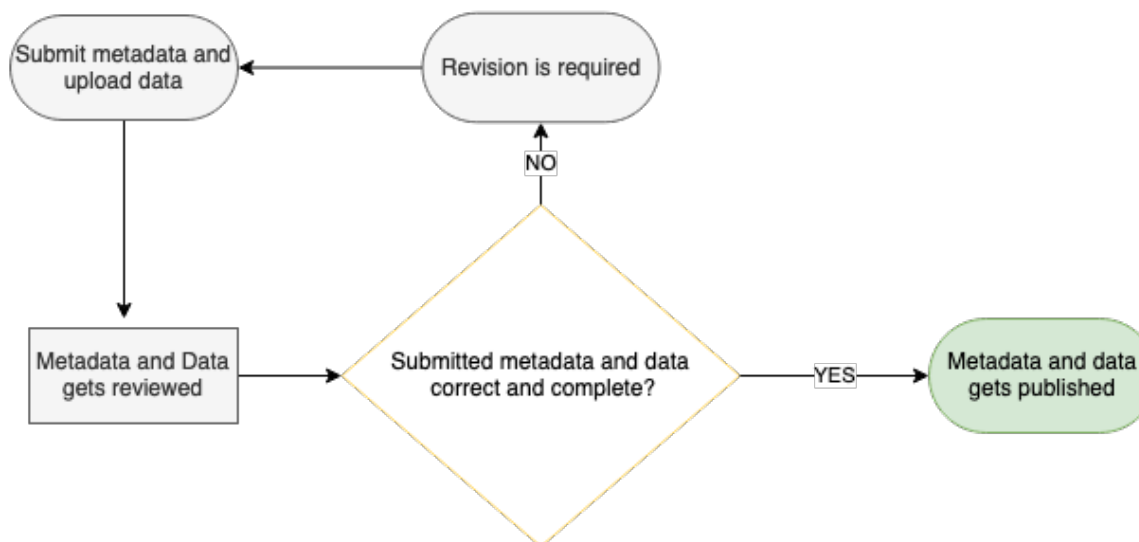 Submit metadata and
upload data
Revision is required
NO
Metadata and Data
gets reviewed
Submitted metadata and data
correct and complete?
YES
Metadata and data
gets published